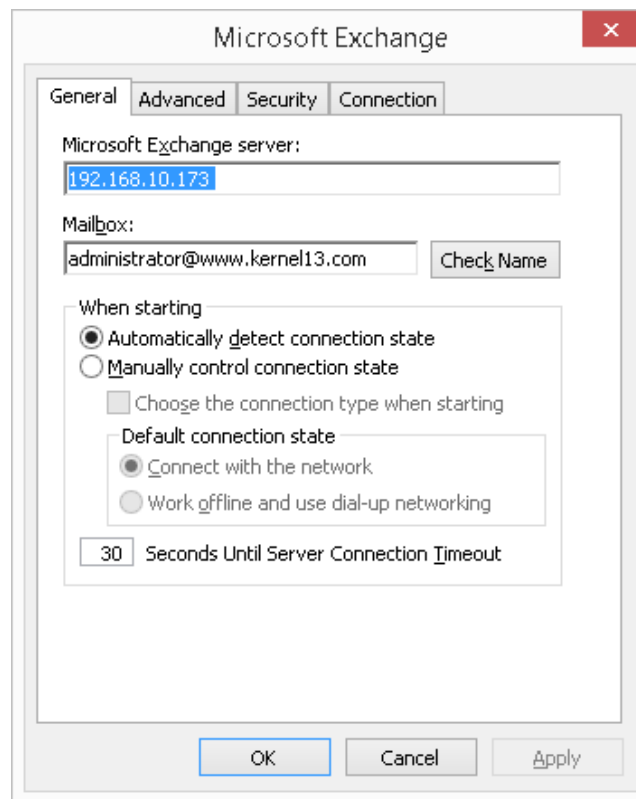 Microsoft Exchange
General Advanced Security Connection
Microsoft Exchange server:
192.168.10.173
Mailbox:
administrator@www.kernel13.com Check Name
When starting
Automatically detect connection state
Manually control connection state
Choose the connection type when starting
Default connection state
Connect with the network
Work offline and use dial-up networking
30 Seconds Until Server Connection Timeout
OK Cancel Apply